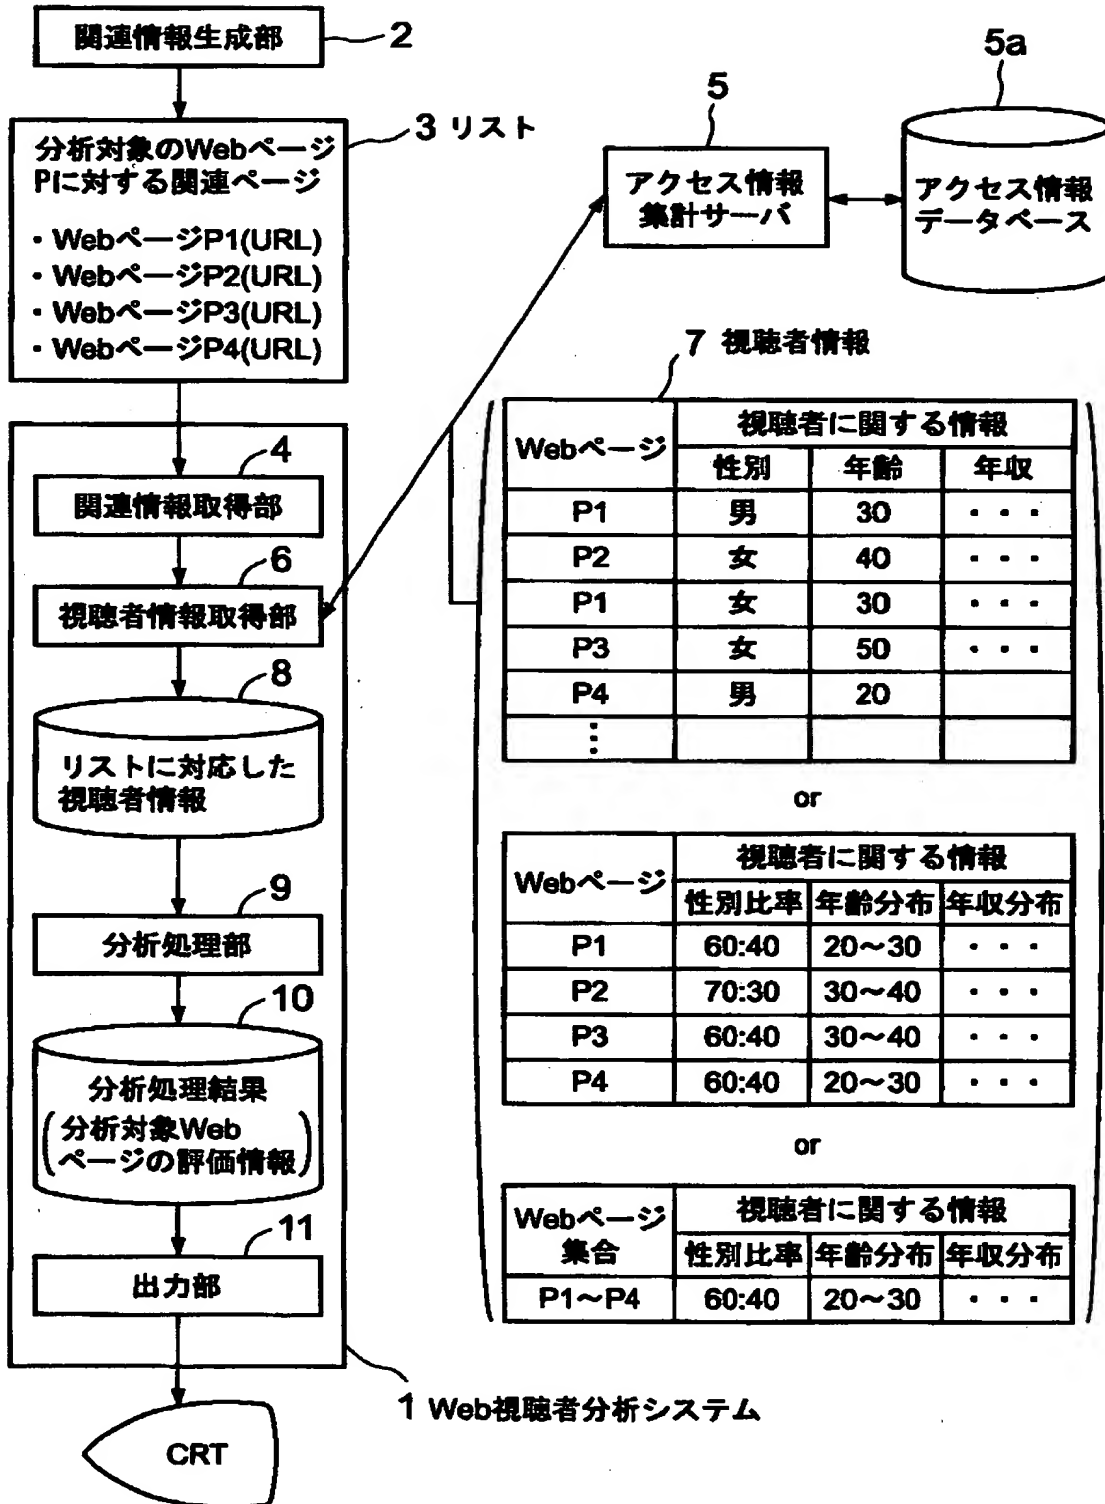 関連情報生成部
2
分析対象のWebページ
Pに対する関連ページ
・WebページP1(URL)
・WebページP2(URL)
・WebページP3(URL)
・WebページP4(URL)
3 リスト
5
アクセス情報
集計サーバ
5a
アクセス情報
データベース
4
関連情報取得部
6
視聴者情報取得部
8
リストに対応した
視聴者情報
9
分析処理部
10
分析処理結果
(分析対象Web
ページの評価情報)
11
出力部
1 Web視聴者分析システム
CRT
7 視聴者情報
Webページ 視聴者に関する情報
性別 年齢 年収
P1 男 30 ・・・
P2 女 40 ・・・
P1 女 30 ・・・
P3 女 50 ・・・
P4 男 20
⋮
or
Webページ 視聴者に関する情報
性別比率 年齢分布 年収分布
P1 60:40 20～30 ・・・
P2 70:30 30～40 ・・・
P3 60:40 30～40 ・・・
P4 60:40 20～30 ・・・
or
Webページ 視聴者に関する情報
集合 性別比率 年齢分布 年収分布
P1～P4 60:40 20～30 ・・・